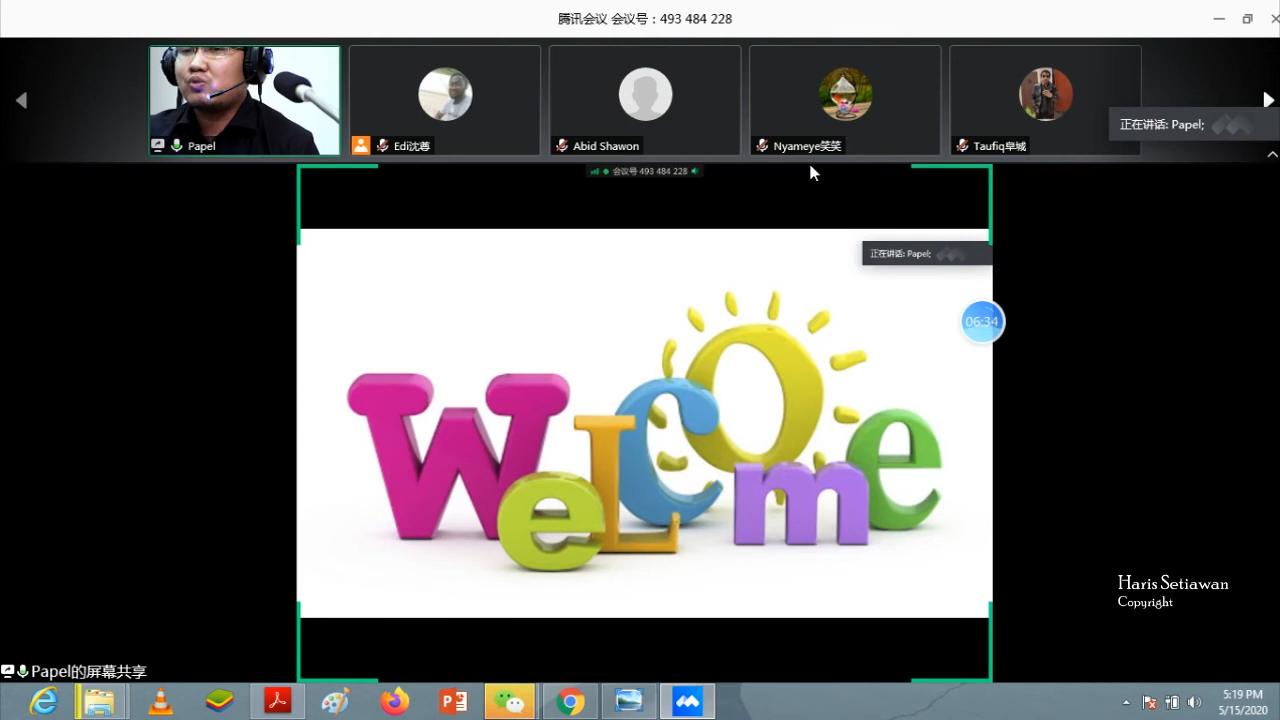 腾讯会议 会议号：493 484 228
Papel
Edi沈尊
Abid Shawon
Nyameye笑笑
Taufiq阜城
正在讲话: Papel;
会议号 493 484 228
正在讲话: Papel;
06:34
WeLCOme
Haris Setiawan
Copyright
Papel的屏幕共享
5:19 PM
5/15/2020